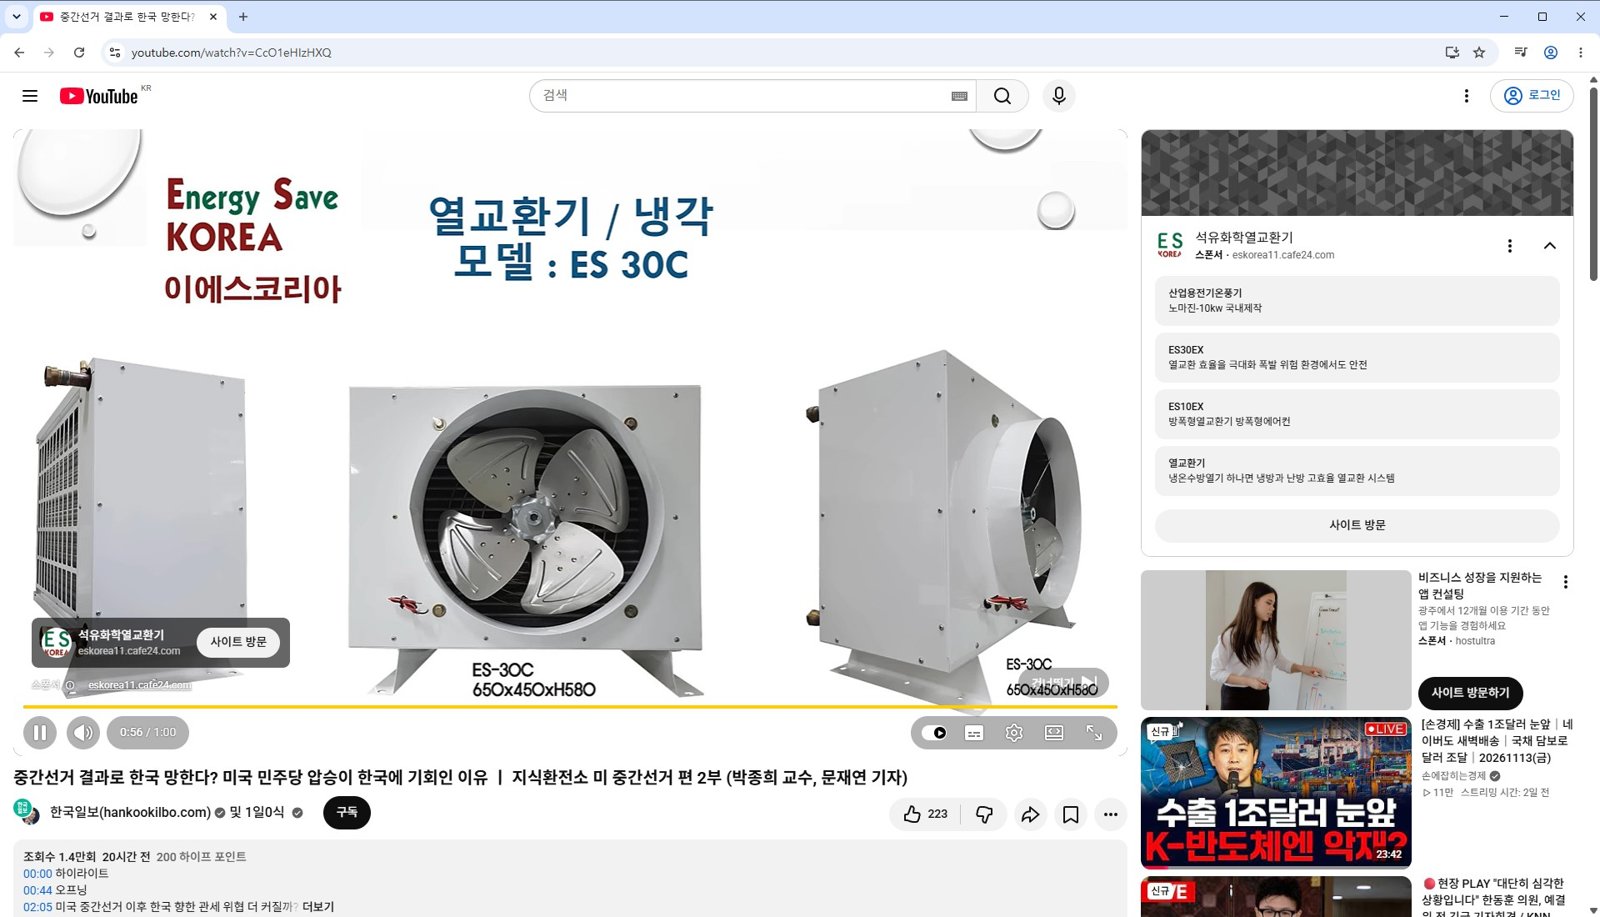 중간선거 결과로 한국 망한다?
youtube.com/watch?v=CcO1eHIzHXQ
YouTube KR
검색
로그인
Energy Save
KOREA
이에스코리아
열교환기 / 냉각
모델 : ES 30C
ES-30C
650x450xH580
ES-30C
650x450xH580
건너뛰기
ES
KOREA
석유화학열교환기
eskorea11.cafe24.com
사이트 방문
스폰서
eskorea11.cafe24.com
0:56 / 1:00
중간선거 결과로 한국 망한다? 미국 민주당 압승이 한국에 기회인 이유 ㅣ 지식환전소 미 중간선거 편 2부 (박종희 교수, 문재연 기자)
한국일보(hankookilbo.com) 및 1일0식
구독
223
조회수 1.4만회 20시간 전 200 하이프 포인트
00:00 하이라이트
00:44 오프닝
02:05 미국 중간선거 이후 한국 향한 관세 위협 더 커질까? 더보기
ES
KOREA
석유화학열교환기
스폰서 · eskorea11.cafe24.com
산업용전기온풍기
노마진-10kw 국내제작
ES30EX
열교환 효율을 극대화 폭발 위험 환경에서도 안전
ES10EX
방폭형열교환기 방폭형에어컨
열교환기
냉온수방열기 하나면 냉방과 난방 고효율 열교환 시스템
사이트 방문
비즈니스 성장을 지원하는
앱 컨설팅
광주에서 12개월 이용 기간 동안
앱 기능을 경험하세요
스폰서 · hostultra
사이트 방문하기
신규
LIVE
수출 1조달러 눈앞
K-반도체엔 악재?
23:42
[손경제] 수출 1조달러 눈앞｜네
이버도 새벽배송｜국채 담보로
달러 조달｜20261113(금)
손에잡히는경제
11만 스트리밍 시간: 2일 전
신규
현장 PLAY "대단히 심각한
상황입니다" 한동훈 의원, 예결